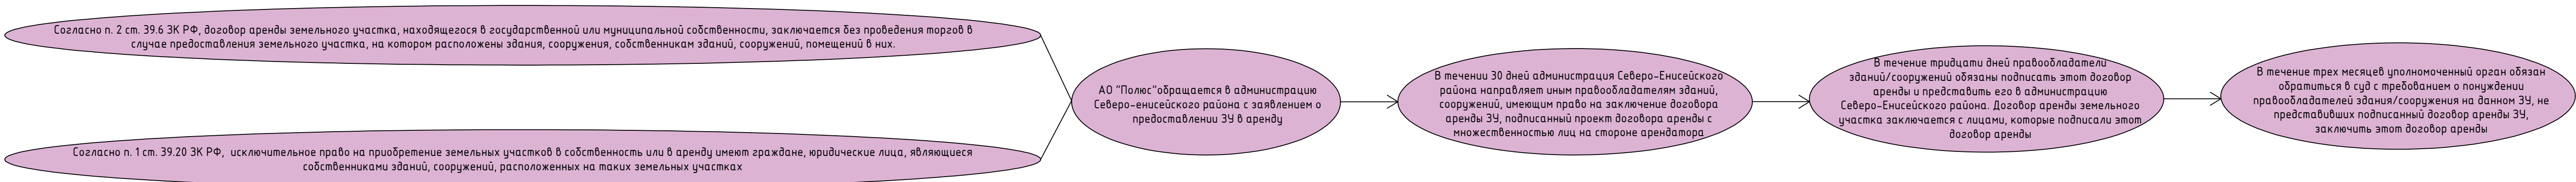 Согласно п. 2 ст. 39.6 ЗК РФ, договор аренды земельного участка, находящегося в государственной или муниципальной собственности, заключается без проведения торгов в
случае предоставления земельного участка, на котором расположены здания, сооружения, собственникам зданий, сооружений, помещений в них.
Согласно п. 1 ст. 39.20 ЗК РФ, исключительное право на приобретение земельных участков в собственность или в аренду имеют граждане, юридические лица, являющиеся
собственниками зданий, сооружений, расположенных на таких земельных участках
АО "Полюс"обращается в администрацию
Северо-енисейского района с заявлением о
предоставлении ЗУ в аренду
В течении 30 дней администрация Северо-Енисейского
района направляет иным правообладателям зданий,
сооружений, имеющим право на заключение договора
аренды ЗУ, подписанный проект договора аренды с
множественностью лиц на стороне арендатора
В течение тридцати дней правообладатели
зданий/сооружений обязаны подписать этот договор
аренды и представить его в администрацию
Северо-Енисейского района. Договор аренды земельного
участка заключается с лицами, которые подписали этот
договор аренды
В течение трех месяцев уполномоченный орган обязан
обратиться в суд с требованием о понуждении
правообладателей здания/сооружения на данном ЗУ, не
представивших подписанный договор аренды ЗУ,
заключить этот договор аренды